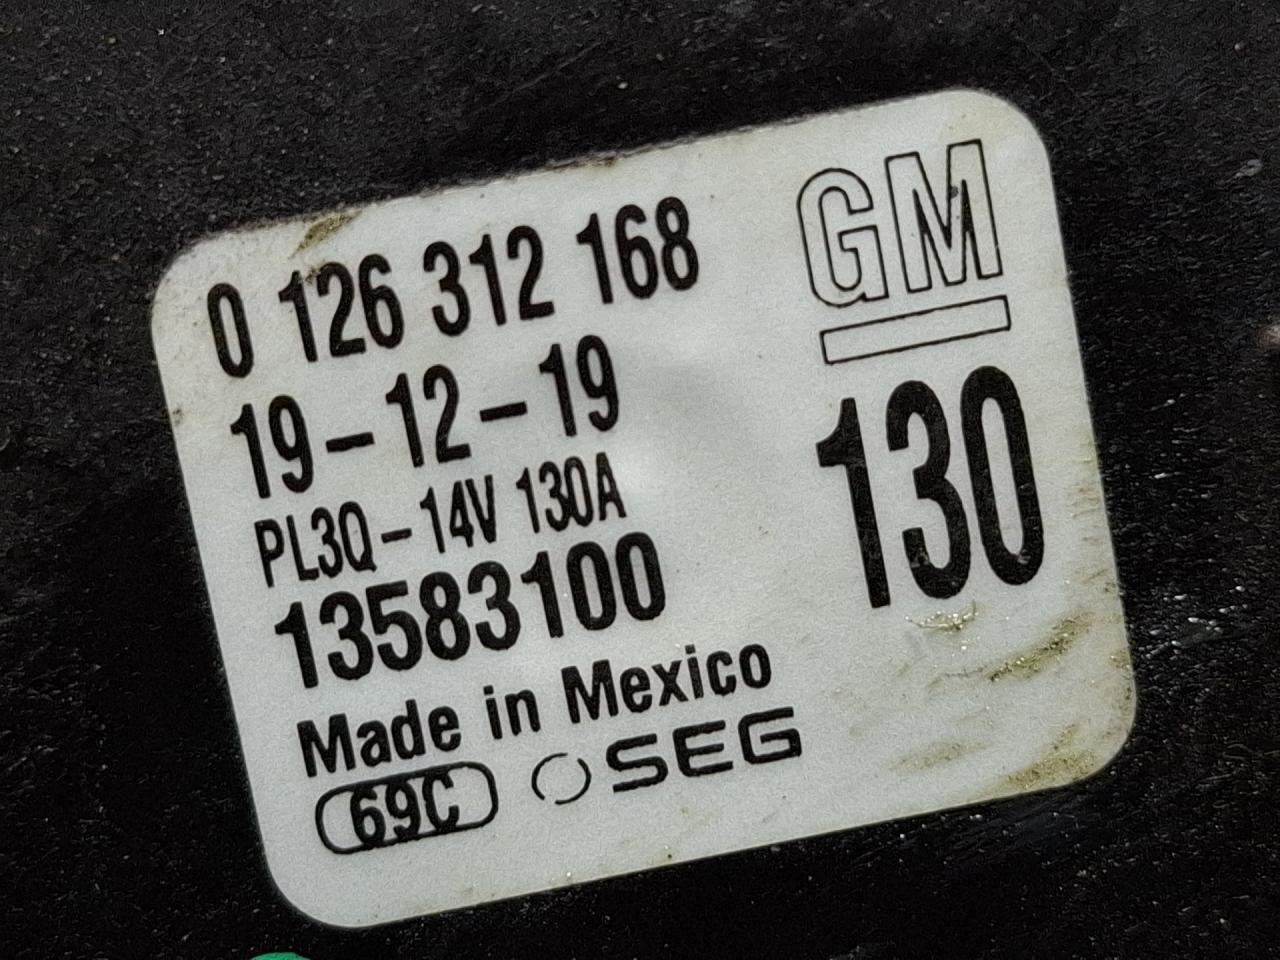 0 126 312 168
GM
19-12-19
130
PL3Q-14V 130A
13583100
Made in Mexico
69C SEG